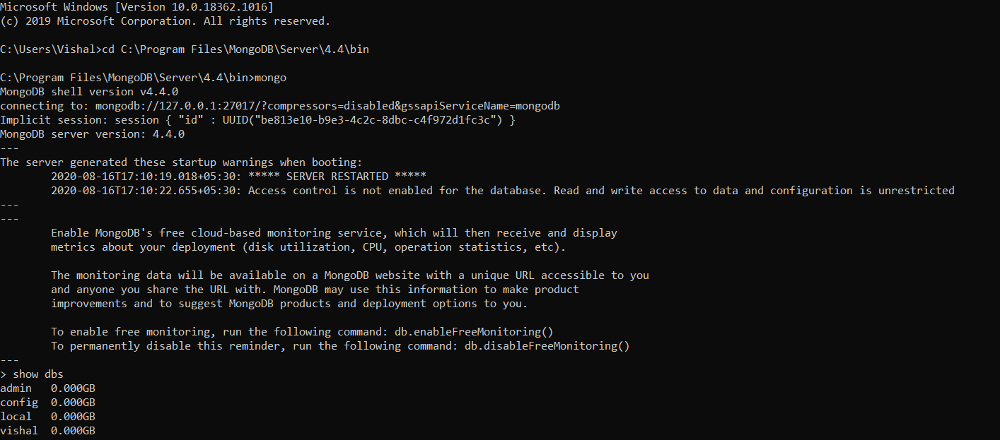 Microsoft Windows [Version 10.0.18362.1016]
(c) 2019 Microsoft Corporation. All rights reserved.
C:\Users\Vishal>cd C:\Program Files\MongoDB\Server\4.4\bin
C:\Program Files\MongoDB\Server\4.4\bin>mongo
MongoDB shell version v4.4.0
connecting to: mongodb://127.0.0.1:27017/?compressors=disabled&gssapiServiceName=mongodb
Implicit session: session { "id" : UUID("be813e10-b9e3-4c2c-8dbc-c4f972d1fc3c") }
MongoDB server version: 4.4.0
---
The server generated these startup warnings when booting:
        2020-08-16T17:10:19.018+05:30: ***** SERVER RESTARTED *****
        2020-08-16T17:10:22.655+05:30: Access control is not enabled for the database. Read and write access to data and configuration is unrestricted
---
---
        Enable MongoDB's free cloud-based monitoring service, which will then receive and display
        metrics about your deployment (disk utilization, CPU, operation statistics, etc).
        The monitoring data will be available on a MongoDB website with a unique URL accessible to you
        and anyone you share the URL with. MongoDB may use this information to make product
        improvements and to suggest MongoDB products and deployment options to you.
        To enable free monitoring, run the following command: db.enableFreeMonitoring()
        To permanently disable this reminder, run the following command: db.disableFreeMonitoring()
---
> show dbs
admin   0.000GB
config  0.000GB
local   0.000GB
vishal  0.000GB